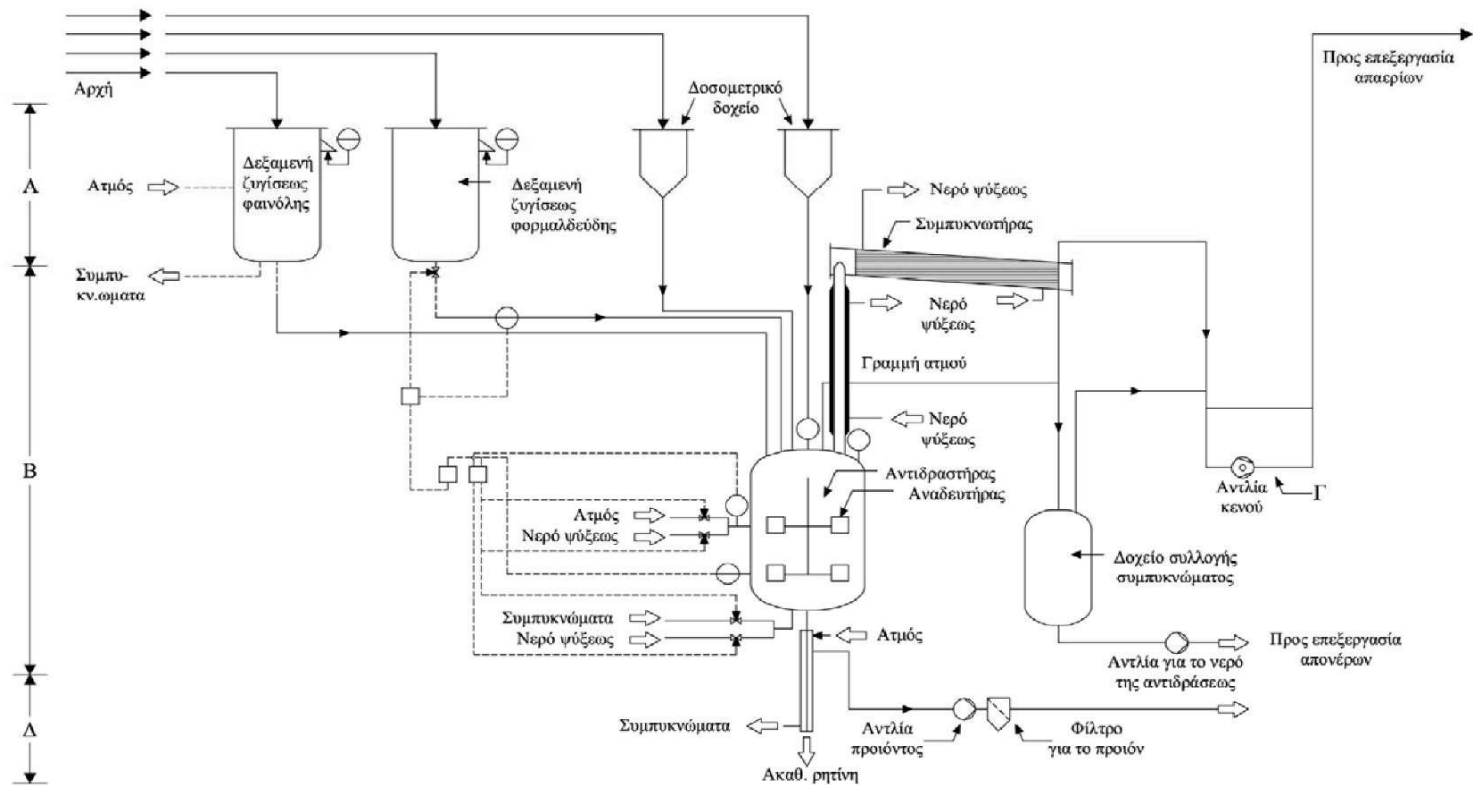 Αρχή
Προς επεξεργασία
απαερίων
Δοσομετρικό
δοχείο
Α
Ατμός
Δεξαμενή
ζυγίσεως
φαινόλης
Δεξαμενή
ζυγίσεως
φορμαλδεΰδης
Νερό ψύξεως
Συμπυκνωτήρας
Συμπυ-
κν.ωματα
Νερό
ψύξεως
Γραμμή ατμού
Νερό
ψύξεως
Β
Αντιδραστήρας
Αναδευτήρας
Αντλία
κενού
Γ
Ατμός
Νερό ψύξεως
Δοχείο συλλογής
συμπυκνώματος
Συμπυκνώματα
Νερό ψύξεως
Ατμός
Προς επεξεργασία
απονέρων
Αντλία για το νερό
της αντιδράσεως
Δ
Συμπυκνώματα
Αντλία
προιόντος
Φίλτρο
για το προιόν
Ακαθ. ρητίνη